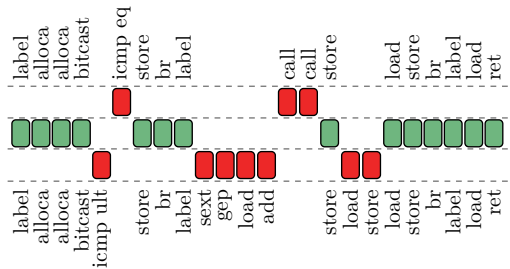 label
alloca
alloca
bitcast
icmp eq
store
br
label
call
call
store
load
store
br
label
load
ret
label
alloca
alloca
bitcast
icmp ult
store
br
label
sext
gep
load
add
store
load
store
load
store
br
label
load
ret